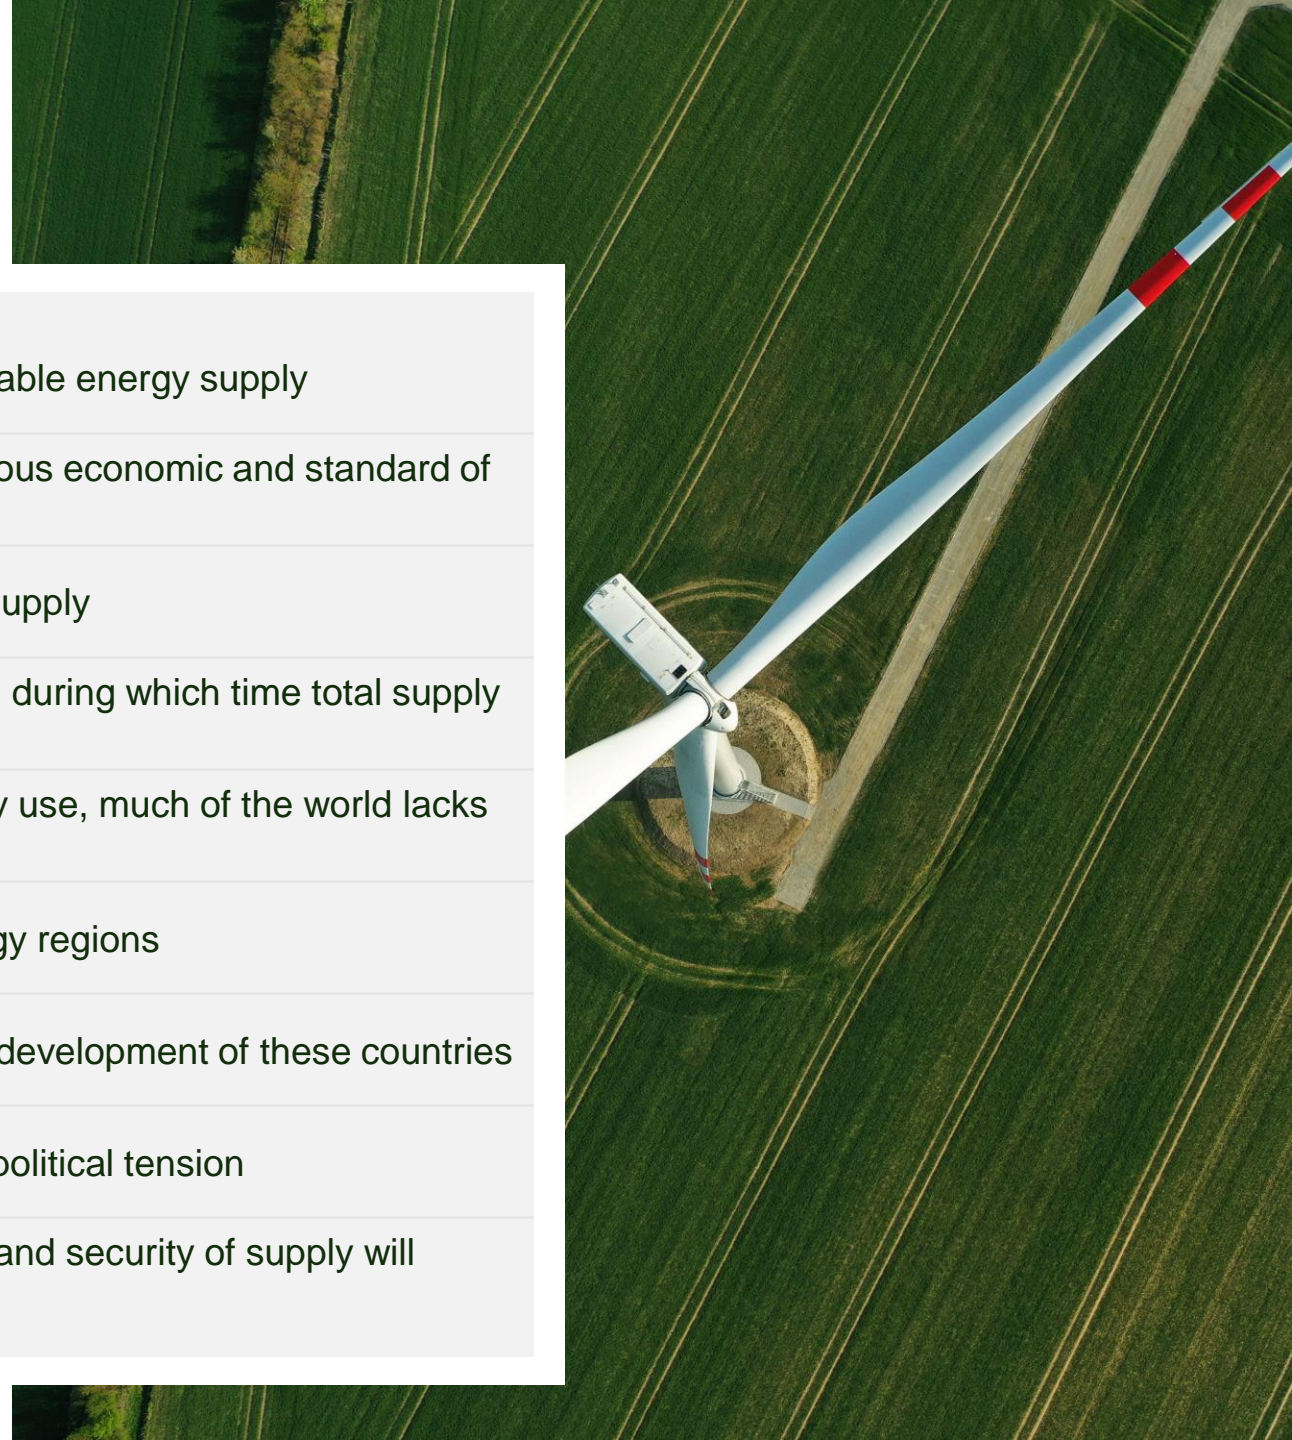 able energy supply
ous economic and standard of
upply
during which time total supply
y use, much of the world lacks
gy regions
development of these countries
political tension
and security of supply will